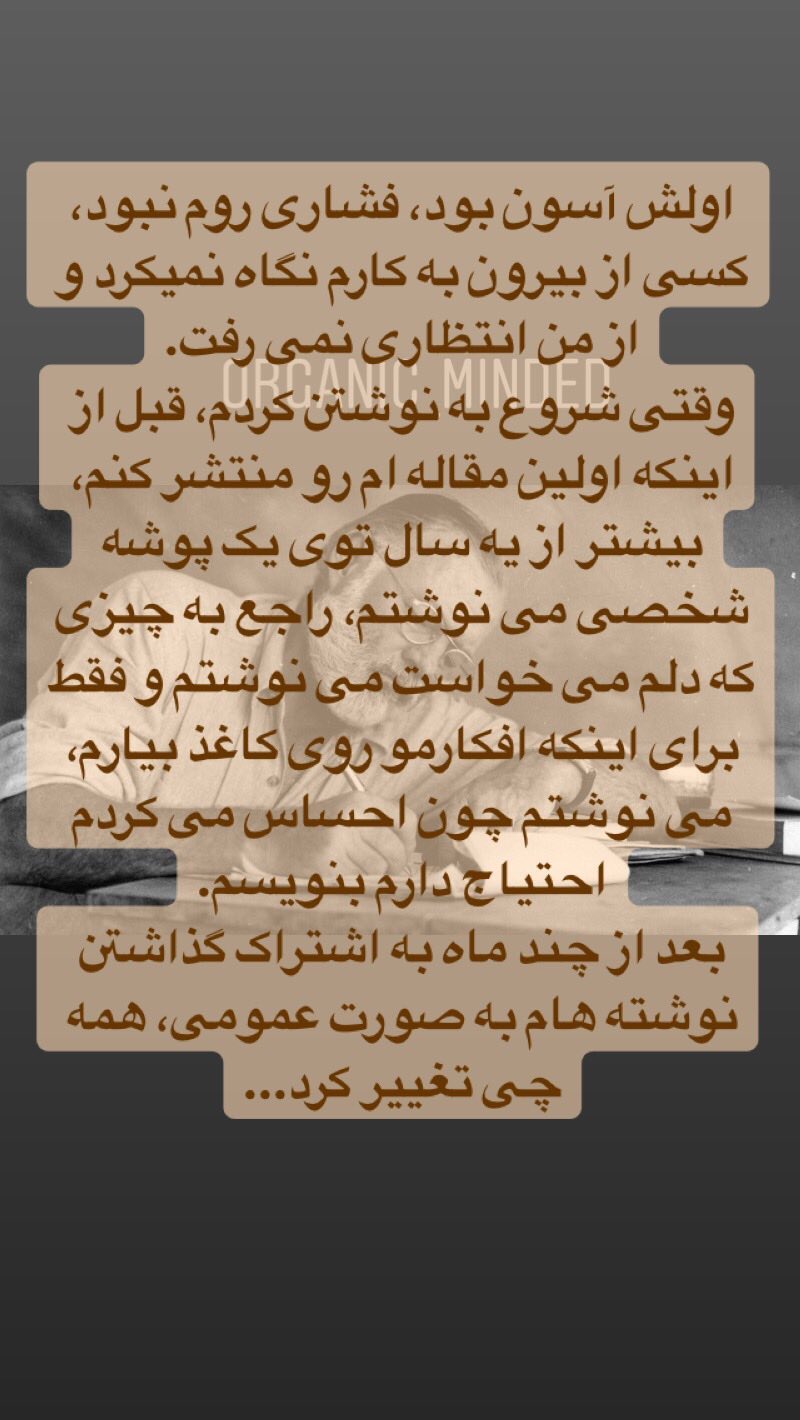 اولش آسون بود، فشاری روم نبود،
کسی از بیرون به کارم نگاه نمیکرد و
از من انتظاری نمی رفت.
ORGANIC MINDED
وقتی شروع به نوشتن کردم، قبل از
اینکه اولین مقاله ام رو منتشر کنم،
بیشتر از یه سال توی یک پوشه
شخصی می نوشتم، راجع به چیزی
که دلم می خواست می نوشتم و فقط
برای اینکه افکارمو روی کاغذ بیارم،
می نوشتم چون احساس می کردم
احتیاج دارم بنویسم.
بعد از چند ماه به اشتراک گذاشتن
نوشته هام به صورت عمومی، همه
چی تغییر کرد...